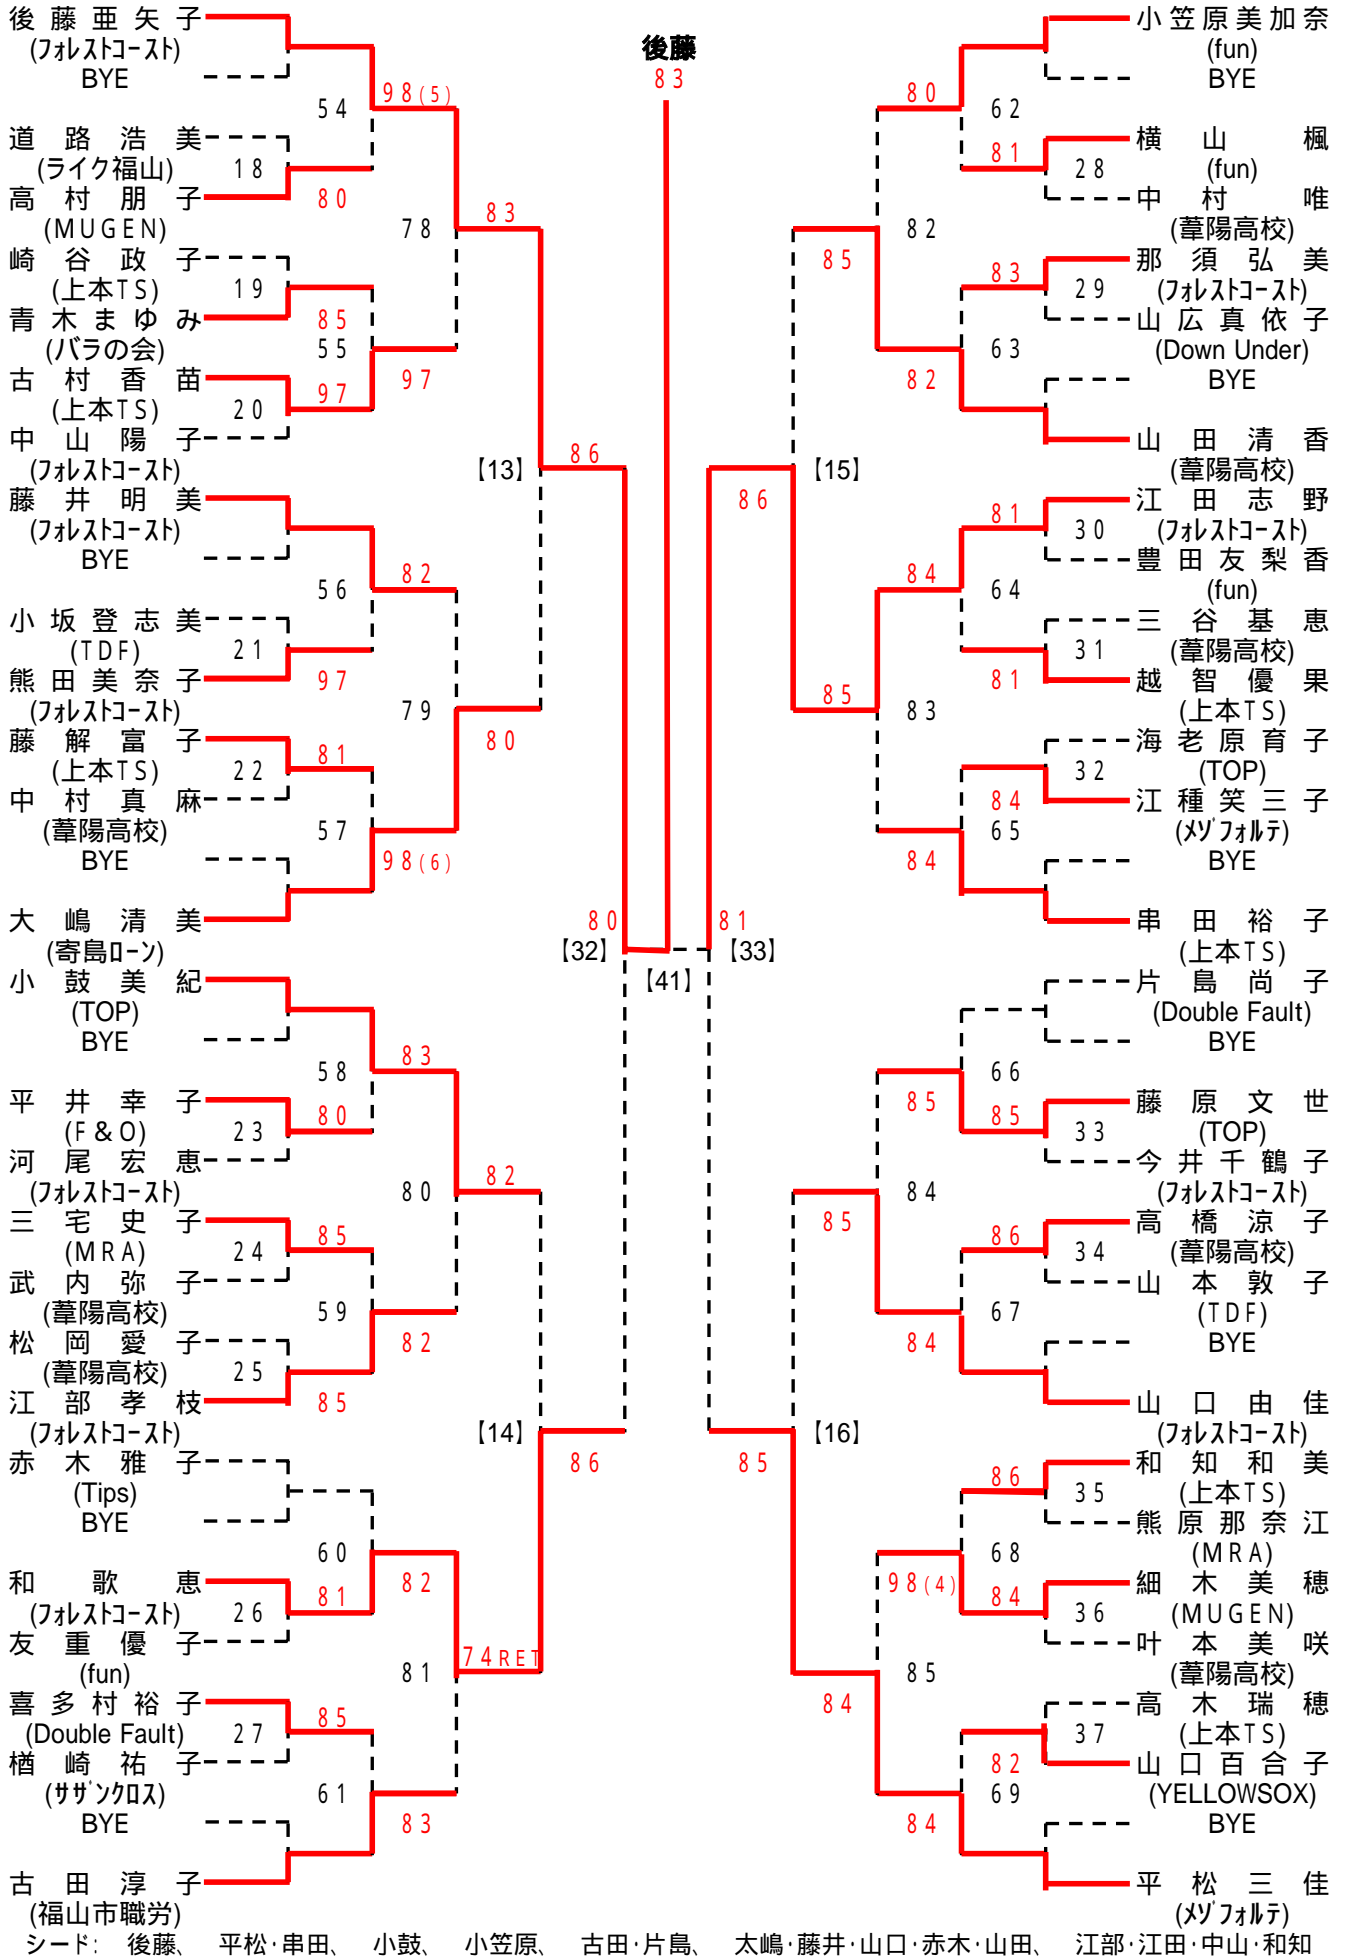 後藤亜矢子
(フォレストコースト)
BYE
54
98(5)
道路浩美
(ライク福山)
18
高村朋子
80
(MUGEN)
78
83
崎谷政子
(上本TS)
19
青木まゆみ
85
(バラの会)
55
古村香苗
97
97
(上本TS)
20
中山陽子
(フォレストコースト)
【13】
86
藤井明美
(フォレストコースト)
BYE
56
82
小坂登志美
(TDF)
21
熊田美奈子
97
(フォレストコースト)
79
80
藤解富子
81
(上本TS)
22
中村真麻
(葦陽高校)
57
BYE
98(6)
大嶋清美
(寄島ローン)
80
【32】
小鼓美紀
(TOP)
BYE
58
83
平井幸子
80
(F&O)
23
河尾宏恵
(フォレストコースト)
80
82
三宅史子
85
(MRA)
24
武内弥子
(葦陽高校)
59
松岡愛子
82
(葦陽高校)
25
江部孝枝
85
(フォレストコースト)
【14】
86
赤木雅子
(Tips)
BYE
60
和歌恵
81
82
(フォレストコースト)
26
友重優子
(fun)
81
74RET
喜多村裕子
85
(Double Fault)
27
楢崎祐子
(サザンクロス)
61
BYE
83
古田淳子
(福山市職労)
後藤
83
【41】
小笠原美加奈
(fun)
BYE
80
62
横山楓
81
(fun)
28
中村唯
(葦陽高校)
82
85
那須弘美
83
(フォレストコースト)
29
山広真依子
(Down Under)
63
BYE
82
山田清香
(葦陽高校)
【15】
86
江田志野
81
(フォレストコースト)
30
豊田友梨香
(fun)
84
64
三谷基恵
(葦陽高校)
31
越智優果
81
(上本TS)
85
83
海老原育子
(TOP)
32
江種笑三子
84
(メゾフォルテ)
65
BYE
84
串田裕子
(上本TS)
81
【33】
片島尚子
(Double Fault)
BYE
66
藤原文世
85
85
(TOP)
33
今井千鶴子
(フォレストコースト)
84
85
高橋涼子
86
(葦陽高校)
34
山本敦子
(TDF)
67
BYE
84
山口由佳
(フォレストコースト)
【16】
85
和知和美
86
(上本TS)
35
熊原那奈江
(MRA)
68
細木美穂
98(4)
84
(MUGEN)
36
叶本美咲
(葦陽高校)
85
84
高木瑞穂
(上本TS)
37
山口百合子
82
(YELLOWSOX)
69
BYE
84
平松三佳
(メゾフォルテ)
シード: 後藤、 平松・串田、 小鼓、 小笠原、 古田・片島、 大嶋・藤井・山口・赤木・山田、 江部・江田・中山・和知